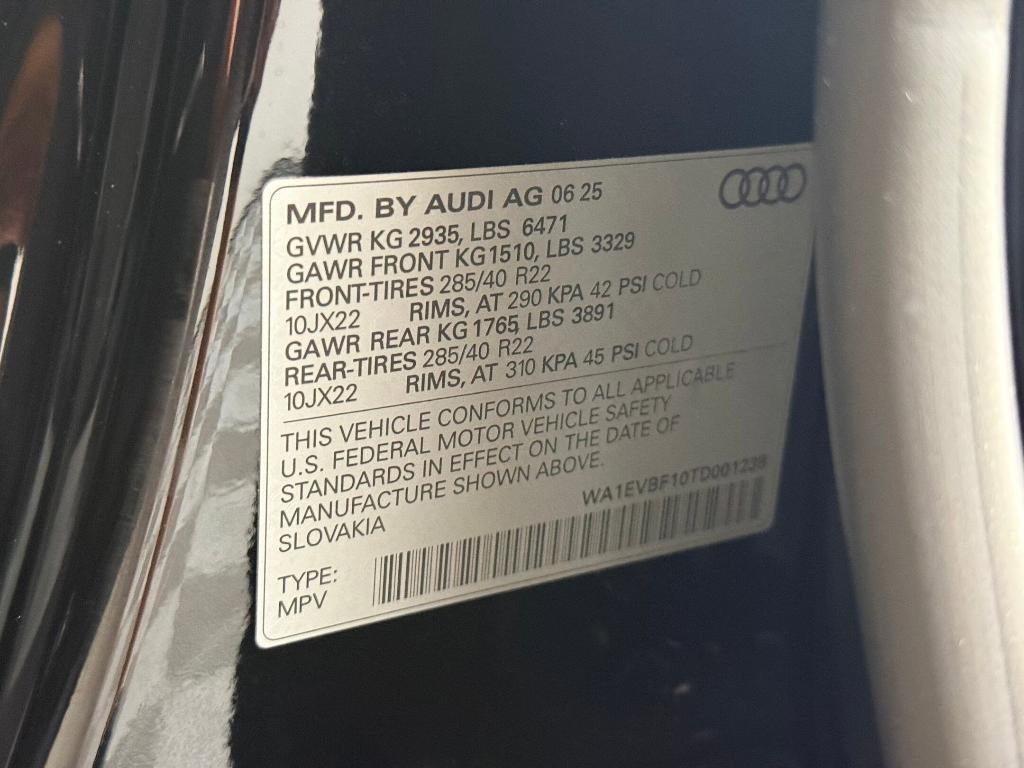 MFD. BY AUDI AG 06 25
GVWR KG 2935, LBS 6471
GAWR FRONT KG1510, LBS 3329
FRONT-TIRES 285/40 R22
10JX22 RIMS, AT 290 KPA 42 PSI COLD
GAWR REAR KG 1765, LBS 3891
REAR-TIRES 285/40 R22
10JX22 RIMS, AT 310 KPA 45 PSI COLD
THIS VEHICLE CONFORMS TO ALL APPLICABLE
U.S. FEDERAL MOTOR VEHICLE SAFETY
STANDARDS IN EFFECT ON THE DATE OF
MANUFACTURE SHOWN ABOVE.
SLOVAKIA
WA1EVBF10TD001238
TYPE:
MPV